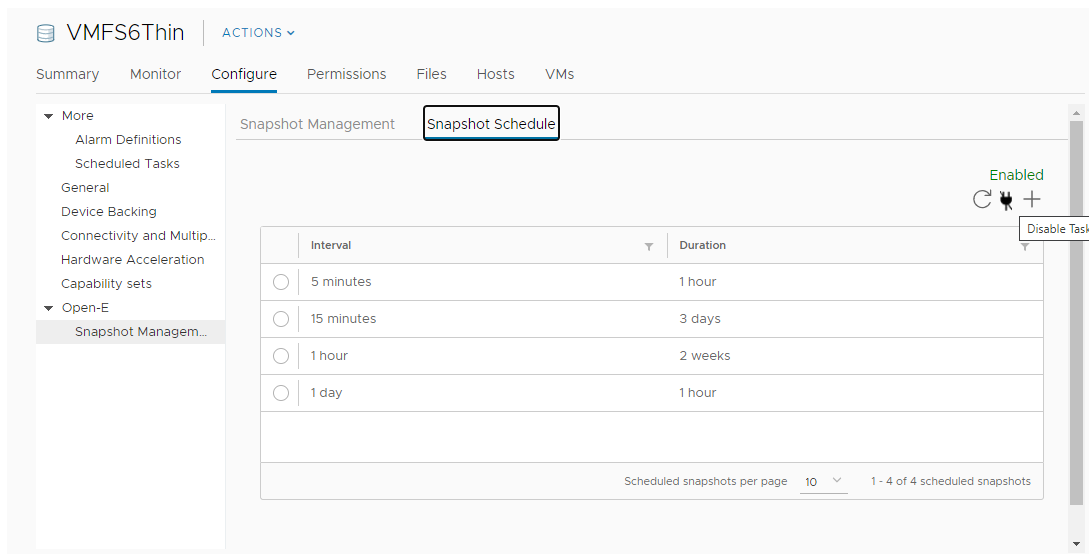 VMFS6Thin ACTIONS
Summary Monitor Configure Permissions Files Hosts VMs
More
Alarm Definitions
Scheduled Tasks
General
Device Backing
Connectivity and Multip...
Hardware Acceleration
Capability sets
Open-E
Snapshot Managem...
Snapshot Management Snapshot Schedule
Enabled
Disable Task
Interval Duration
5 minutes 1 hour
15 minutes 3 days
1 hour 2 weeks
1 day 1 hour
Scheduled snapshots per page 10 1 - 4 of 4 scheduled snapshots